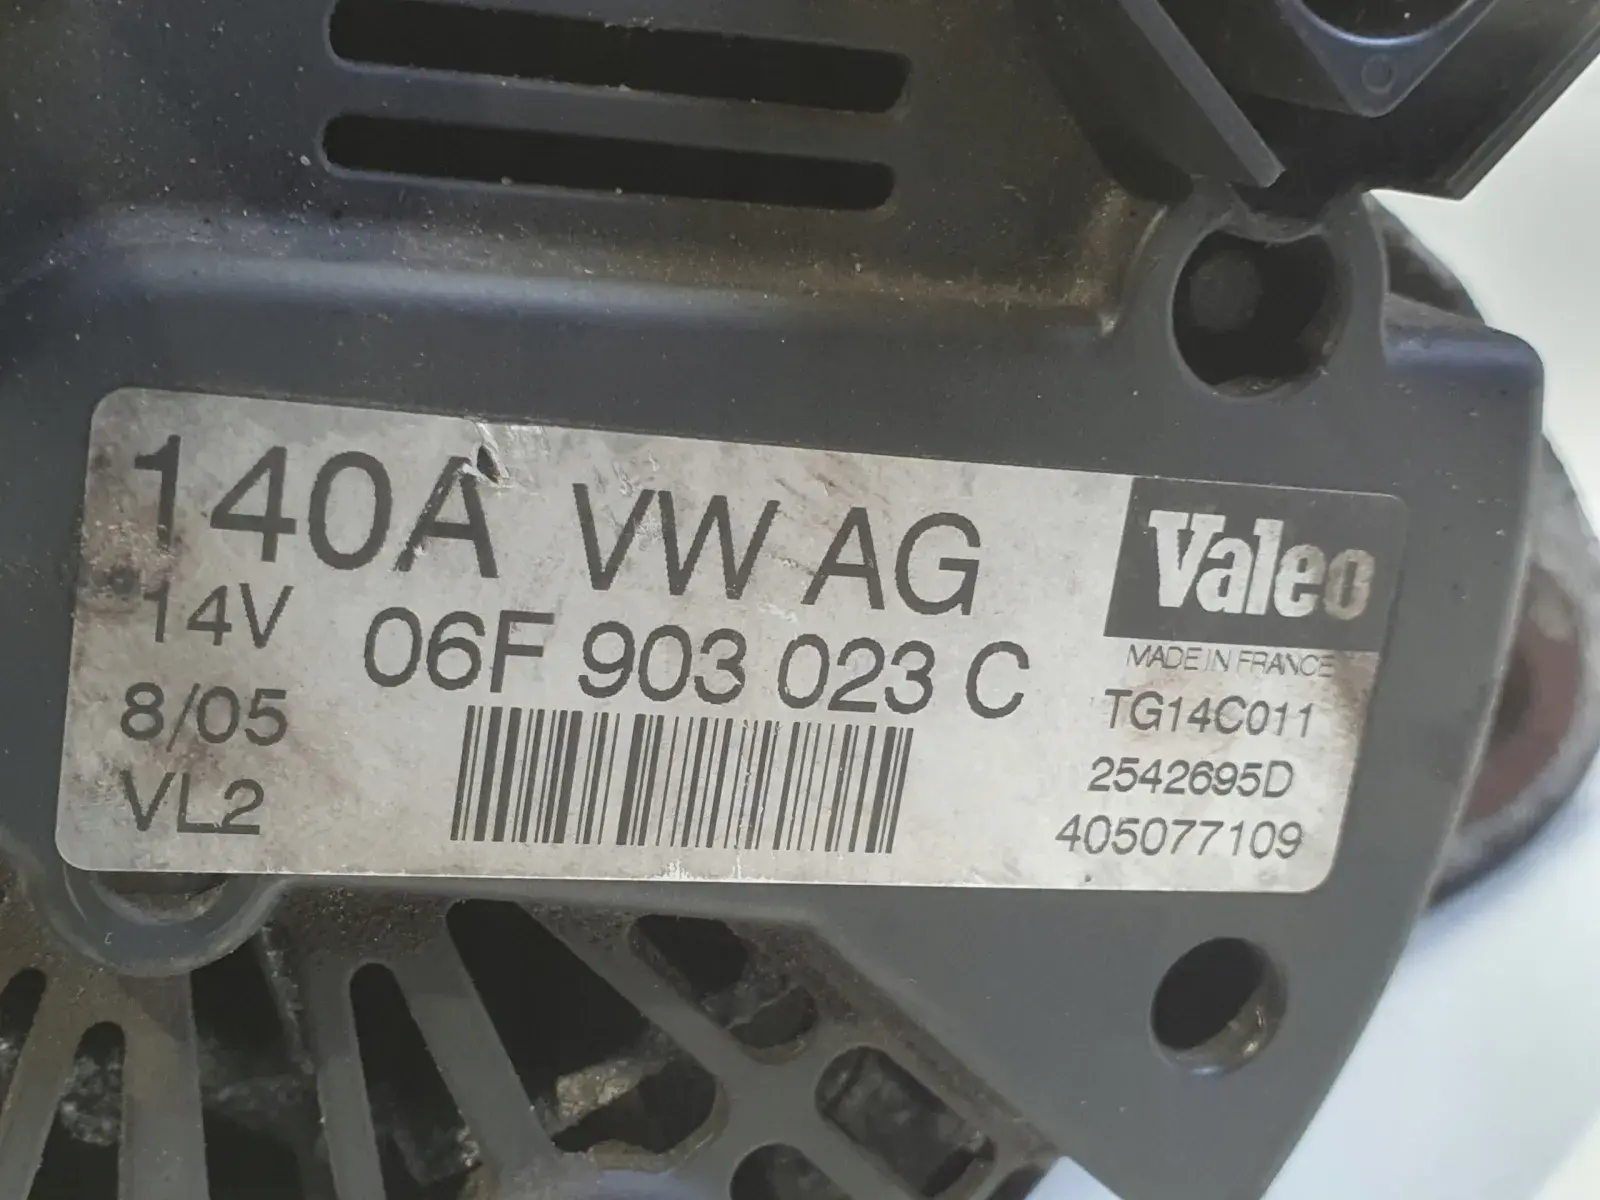 140A VW AG
14V 06F 903 023 C
8/05
VL2
Valeo
MADE IN FRANCE
TG14C011
2542695D
405077109